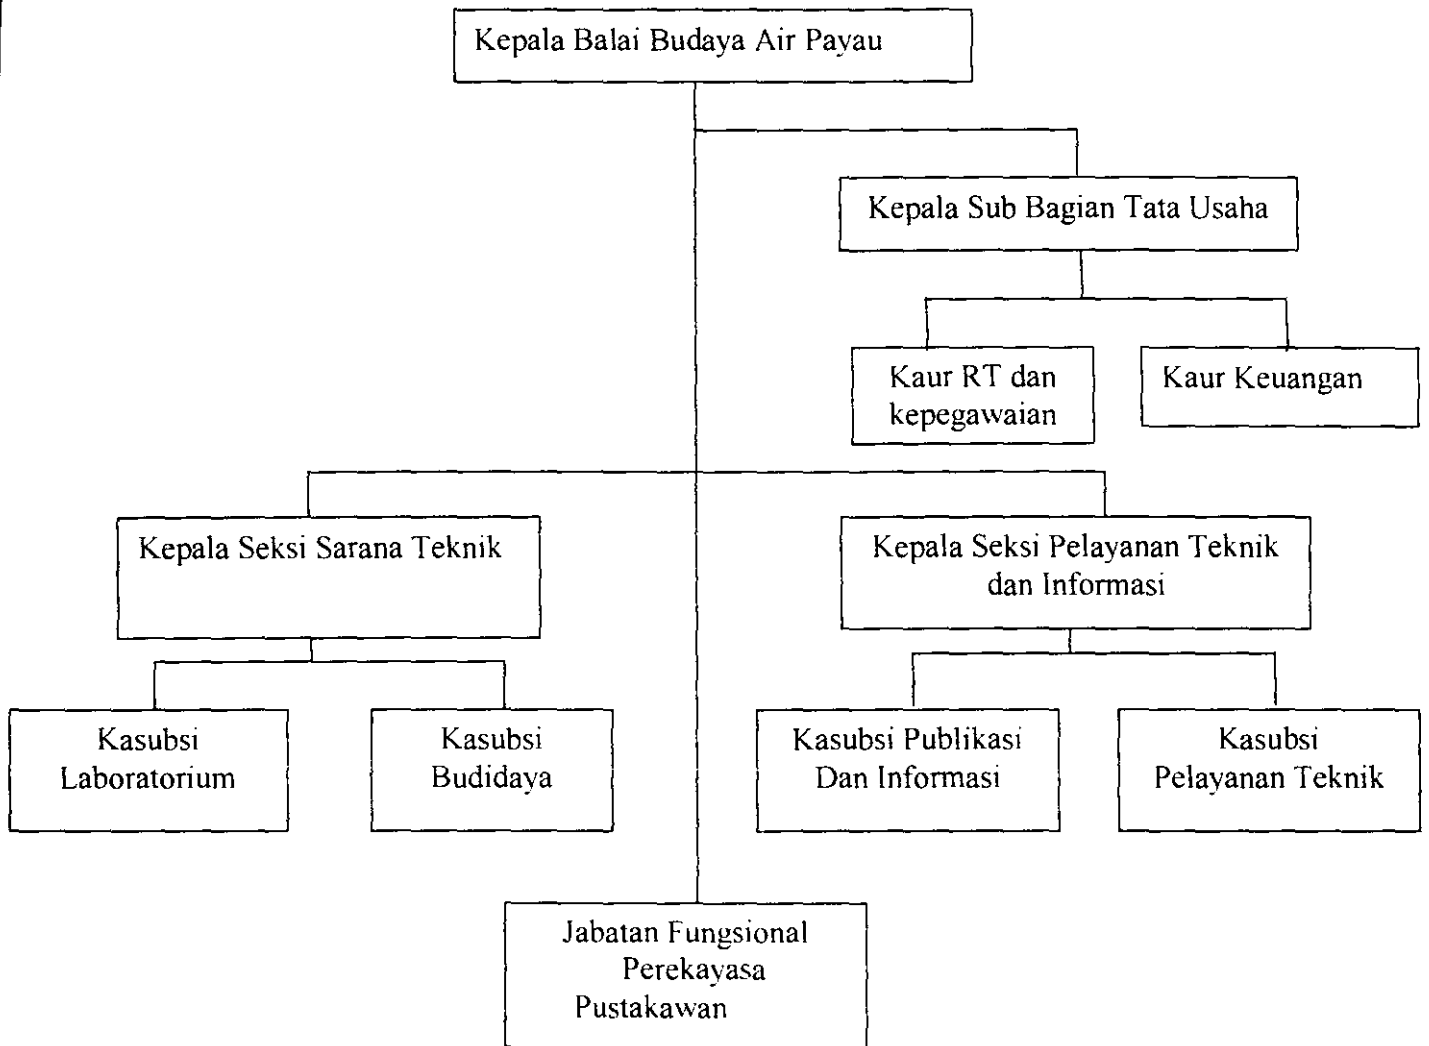 Kepala Balai Budaya Air Payau
Kepala Sub Bagian Tata Usaha
Kaur RT dan
kepegawaian
Kaur Keuangan
Kepala Seksi Sarana Teknik
Kepala Seksi Pelayanan Teknik
dan Informasi
Kasubsi
Laboratorium
Kasubsi
Budidaya
Kasubsi Publikasi
Dan Informasi
Kasubsi
Pelayanan Teknik
Jabatan Fungsional
Perekayasa
Pustakawan